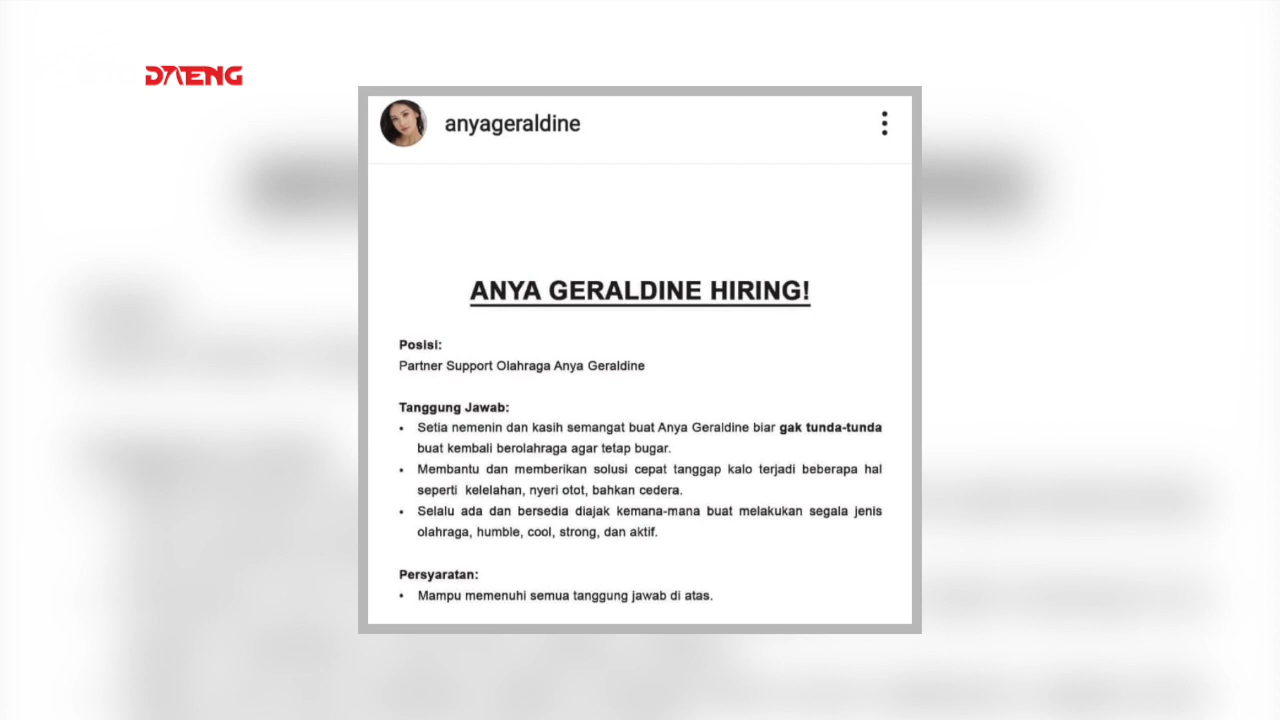 DAENG
anyageraldine
ANYA GERALDINE HIRING!
Posisi:
Partner Support Olahraga Anya Geraldine
Tanggung Jawab:
• Setia nemenin dan kasih semangat buat Anya Geraldine biar gak tunda-tunda
buat kembali berolahraga agar tetap bugar.
• Membantu dan memberikan solusi cepat tanggap kalo terjadi beberapa hal
seperti kelelahan, nyeri otot, bahkan cedera.
• Selalu ada dan bersedia diajak kemana-mana buat melakukan segala jenis
olahraga, humble, cool, strong, dan aktif.
Persyaratan:
• Mampu memenuhi semua tanggung jawab di atas.